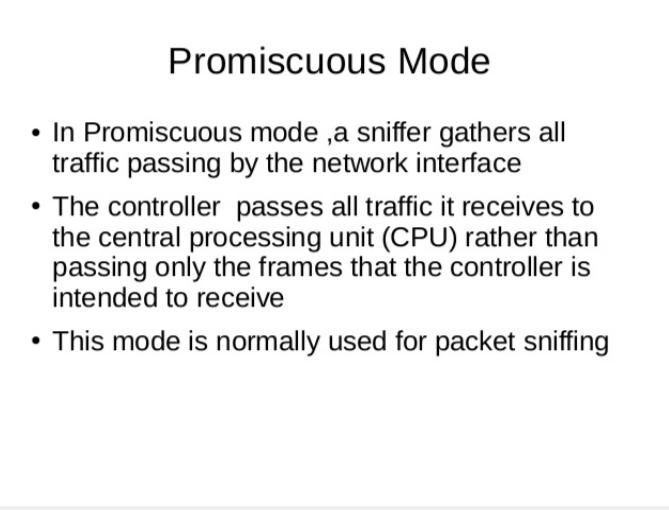 Promiscuous Mode
• In Promiscuous mode ,a sniffer gathers all
traffic passing by the network interface
• The controller  passes all traffic it receives to
the central processing unit (CPU) rather than
passing only the frames that the controller is
intended to receive
• This mode is normally used for packet sniffing